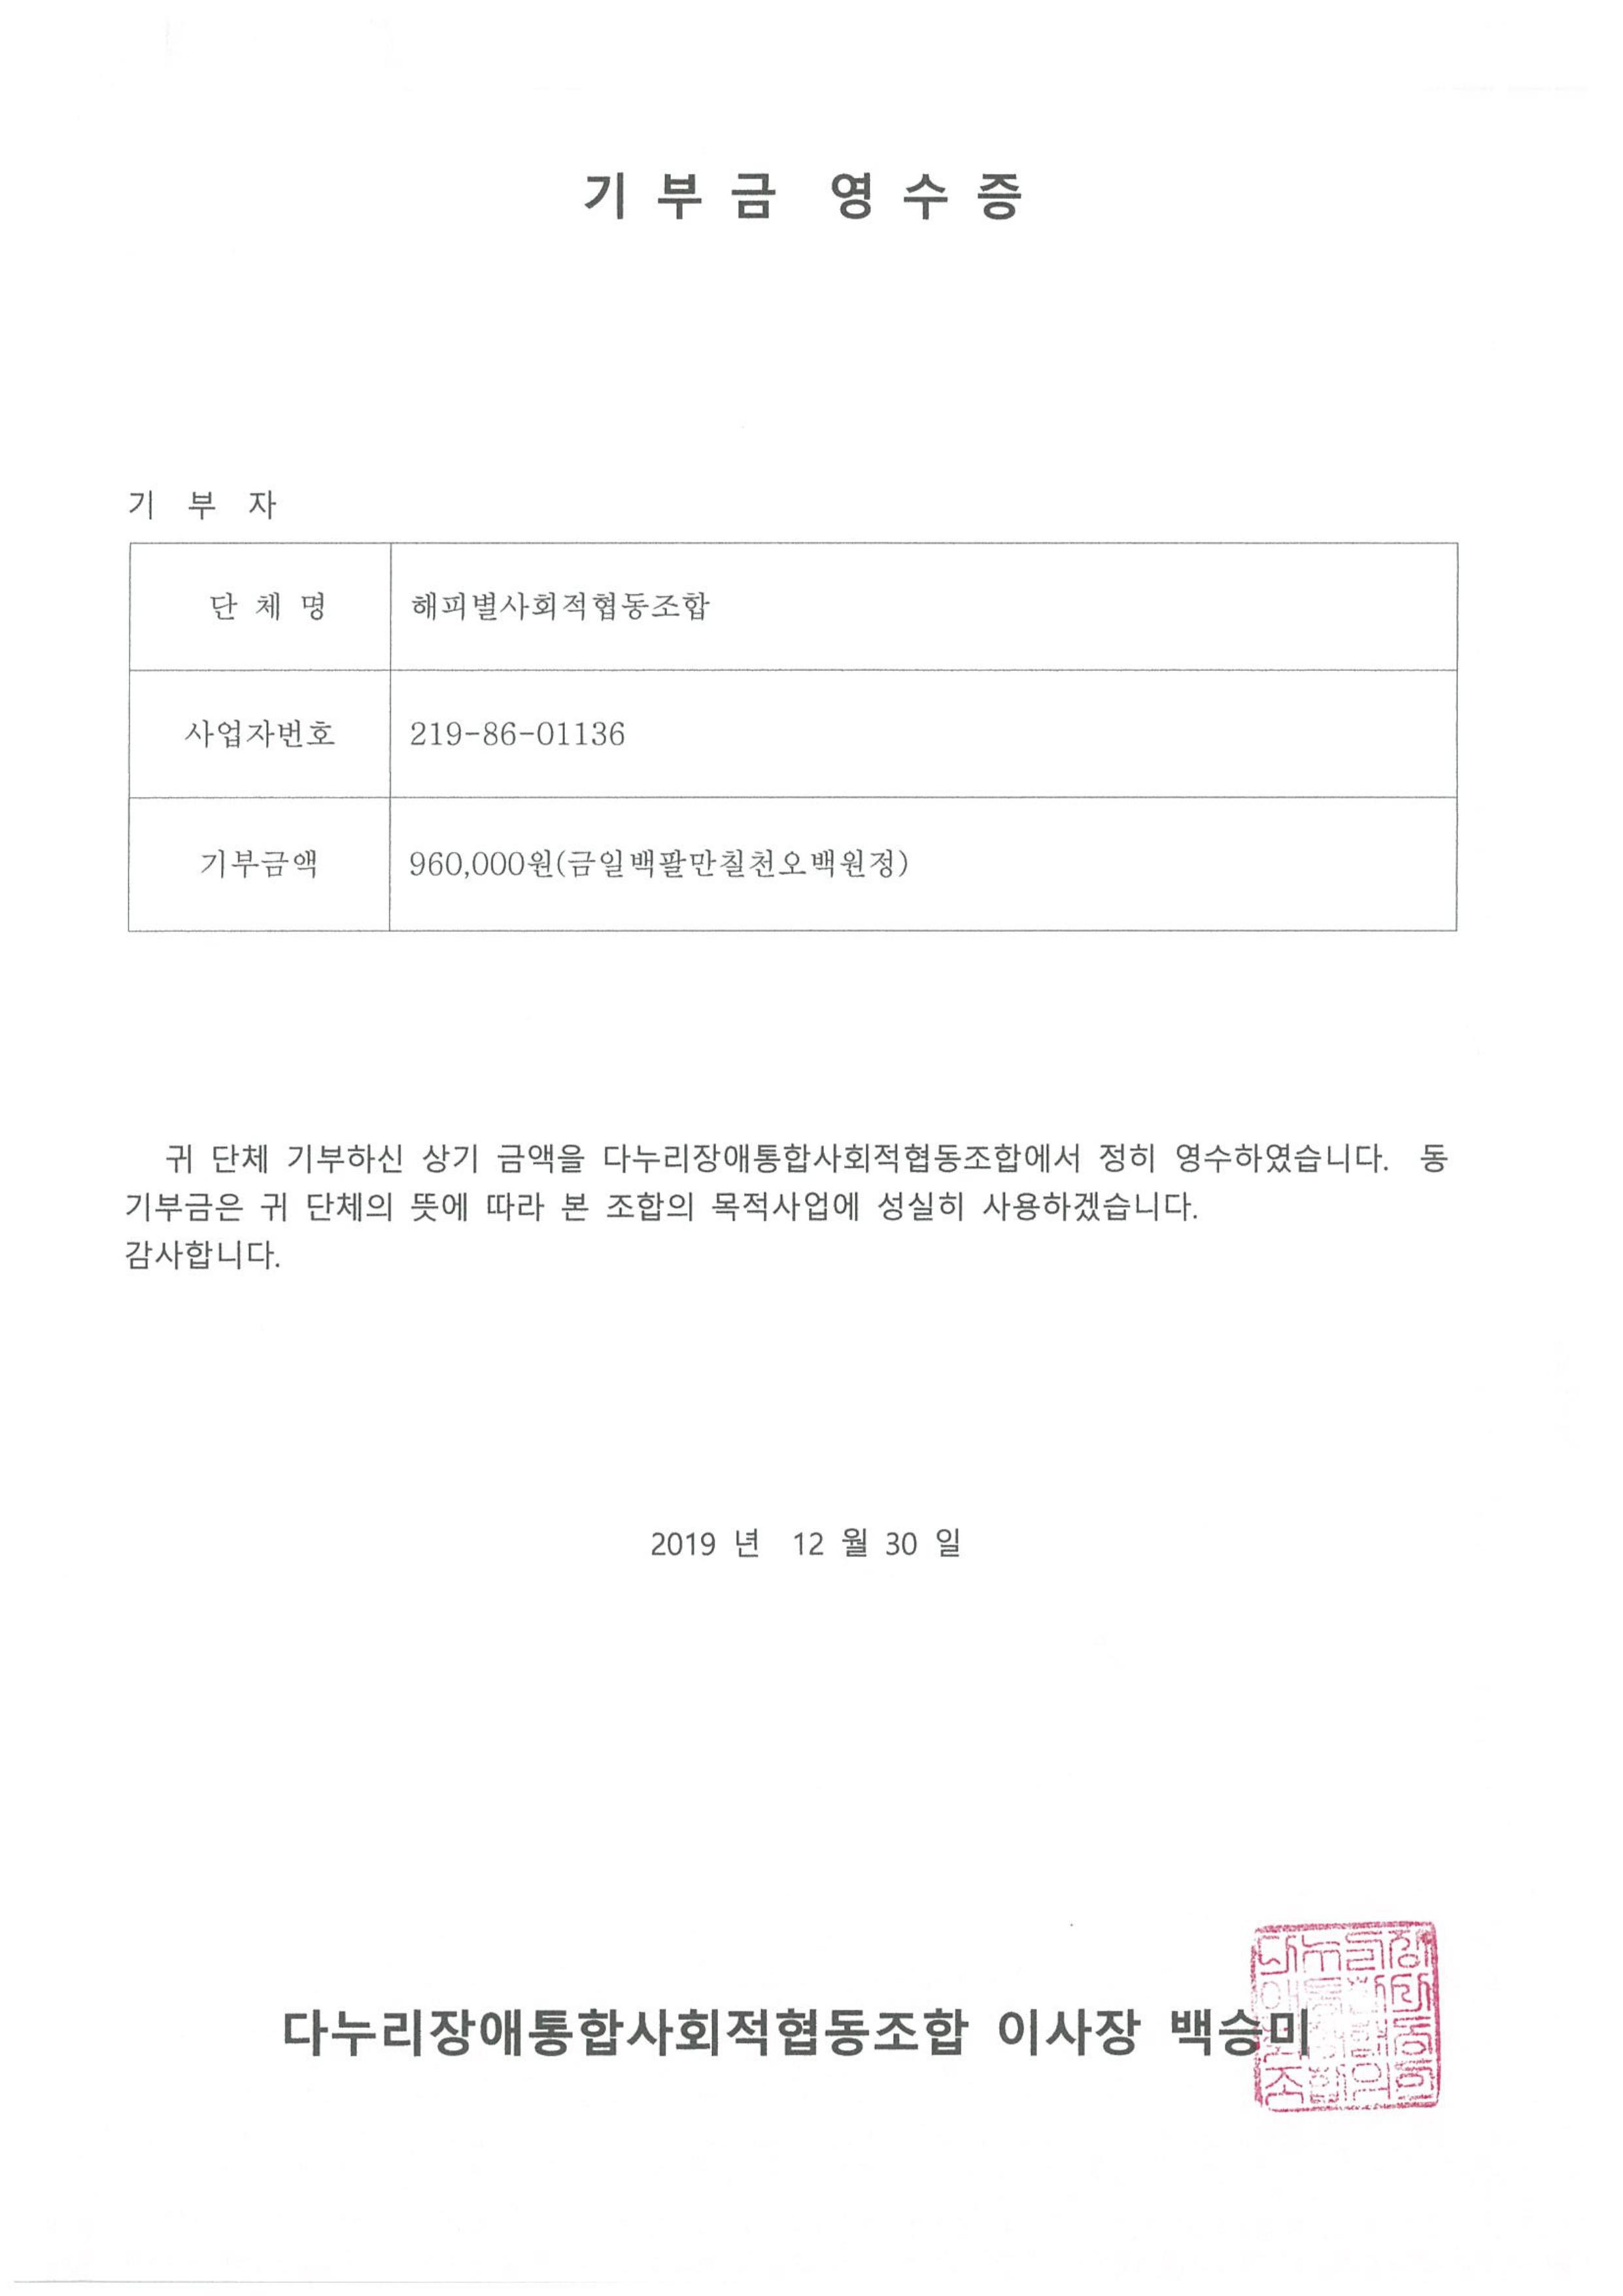 기 부 금 영 수 증
기 부 자
단 체 명 해피별사회적협동조합
사업자번호 219-86-01136
기부금액 960,000원(금일백팔만칠천오백원정)
귀 단체 기부하신 상기 금액을 다누리장애통합사회적협동조합에서 정히 영수하였습니다. 동
기부금은 귀 단체의 뜻에 따라 본 조합의 목적사업에 성실히 사용하겠습니다.
감사합니다.
2019 년 12 월 30 일
다누리장애통합사회적협동조합 이사장 백승미